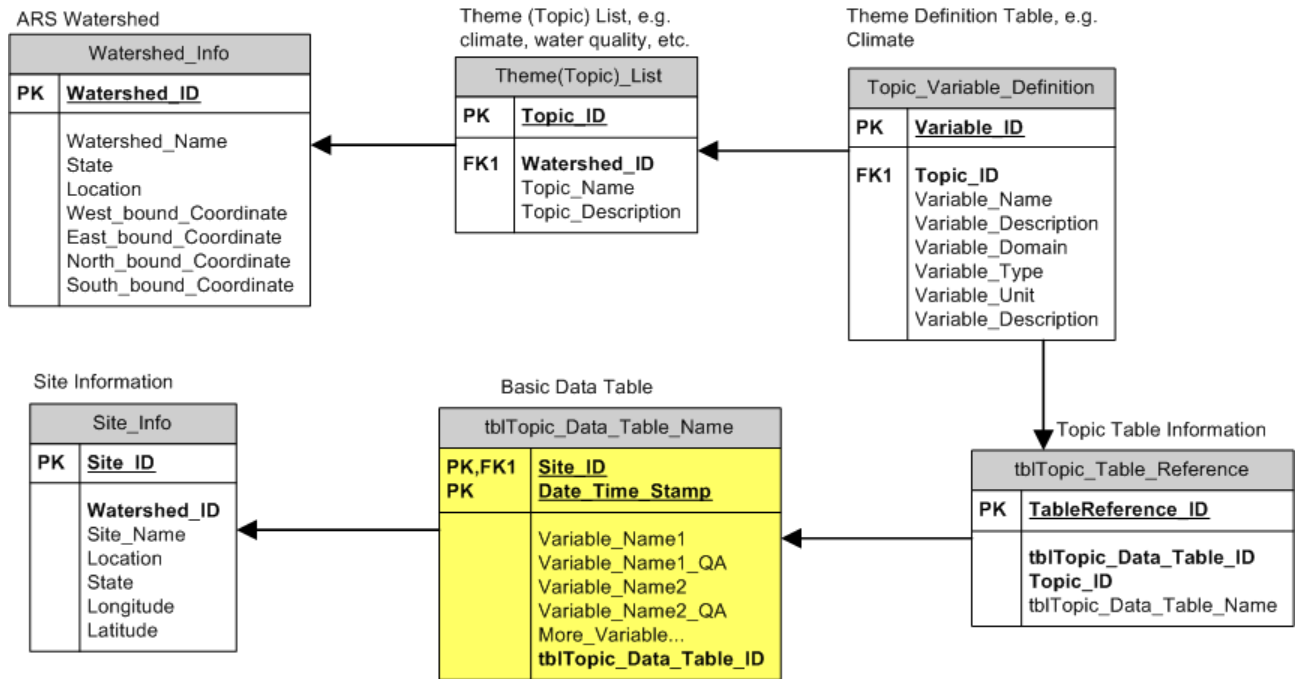 ARS Watershed
Watershed_Info
PK Watershed_ID
Watershed_Name
State
Location
West_bound_Coordinate
East_bound_Coordinate
North_bound_Coordinate
South_bound_Coordinate
Theme (Topic) List, e.g.
climate, water quality, etc.
Theme(Topic)_List
PK Topic_ID
FK1 Watershed_ID
Topic_Name
Topic_Description
Theme Definition Table, e.g.
Climate
Topic_Variable_Definition
PK Variable_ID
FK1 Topic_ID
Variable_Name
Variable_Description
Variable_Domain
Variable_Type
Variable_Unit
Variable_Description
Site Information
Site_Info
PK Site_ID
Watershed_ID
Site_Name
Location
State
Longitude
Latitude
Basic Data Table
tblTopic_Data_Table_Name
PK,FK1 Site_ID
PK Date_Time_Stamp
Variable_Name1
Variable_Name1_QA
Variable_Name2
Variable_Name2_QA
More_Variable...
tblTopic_Data_Table_ID
Topic Table Information
tblTopic_Table_Reference
PK TableReference_ID
tblTopic_Data_Table_ID
Topic_ID
tblTopic_Data_Table_Name